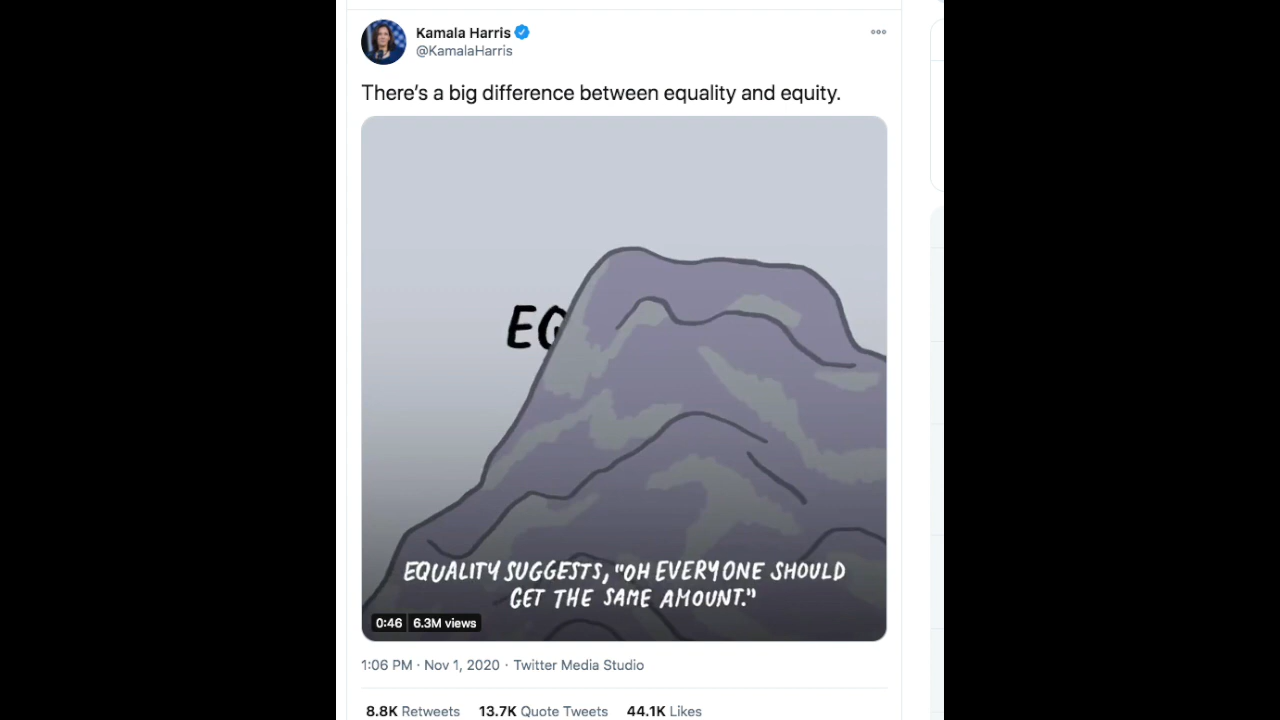 Kamala Harris
@KamalaHarris
There's a big difference between equality and equity.
EQ
EQUALITY SUGGESTS, "OH EVERYONE SHOULD
GET THE SAME AMOUNT."
0:46 6.3M views
1:06 PM · Nov 1, 2020 · Twitter Media Studio
8.8K Retweets 13.7K Quote Tweets 44.1K Likes